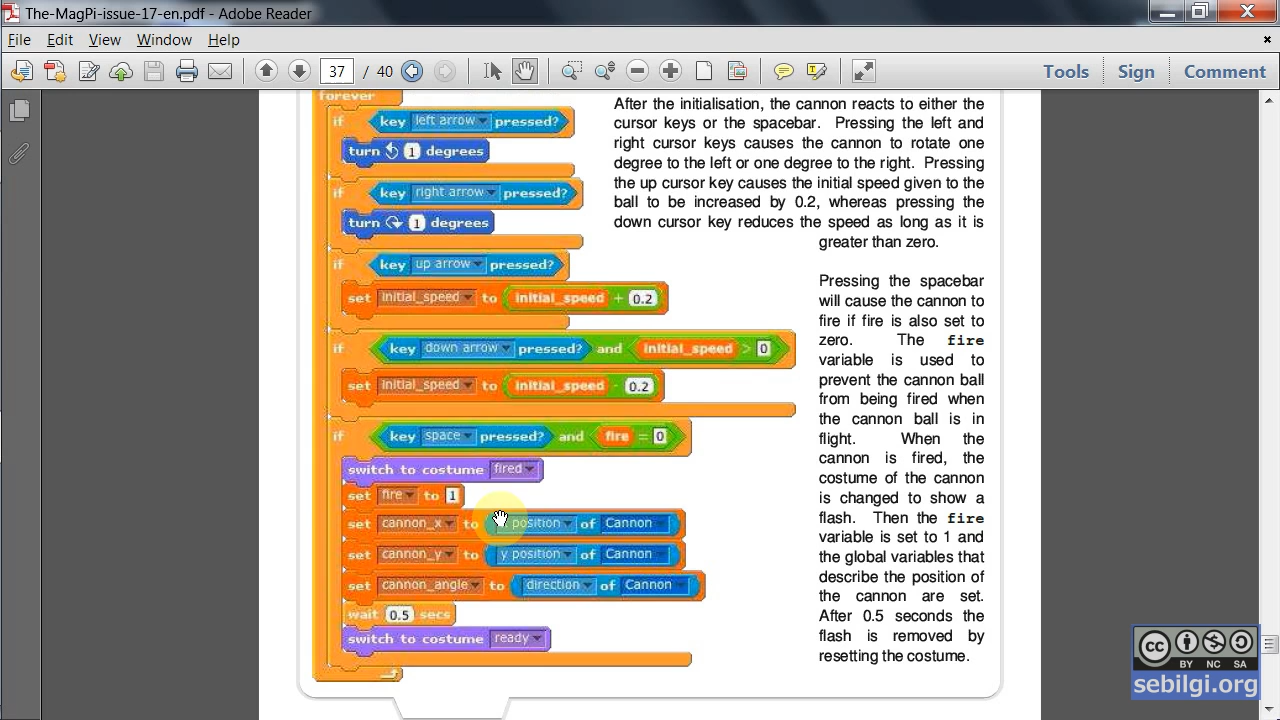 The-MagPi-issue-17-en.pdf - Adobe Reader
File Edit View Window Help
37 / 40 Tools Sign Comment
forever
if key left arrow pressed?
turn 1 degrees
if key right arrow pressed?
turn 1 degrees
if key up arrow pressed?
set initial_speed to initial_speed + 0.2
if key down arrow pressed? and initial_speed > 0
set initial_speed to initial_speed - 0.2
if key space pressed? and fire = 0
switch to costume fired
set fire to 1
set cannon_x to position of Cannon
set cannon_y to y position of Cannon
set cannon_angle to direction of Cannon
wait 0.5 secs
switch to costume ready
After the initialisation, the cannon reacts to either the
cursor keys or the spacebar. Pressing the left and
right cursor keys causes the cannon to rotate one
degree to the left or one degree to the right. Pressing
the up cursor key causes the initial speed given to the
ball to be increased by 0.2, whereas pressing the
down cursor key reduces the speed as long as it is
greater than zero.
Pressing the spacebar
will cause the cannon to
fire if fire is also set to
zero. The fire
variable is used to
prevent the cannon ball
from being fired when
the cannon ball is in
flight. When the
cannon is fired, the
costume of the cannon
is changed to show a
flash. Then the fire
variable is set to 1 and
the global variables that
describe the position of
the cannon are set.
After 0.5 seconds the
flash is removed by
resetting the costume.
cc BY NC SA
sebilgi.org